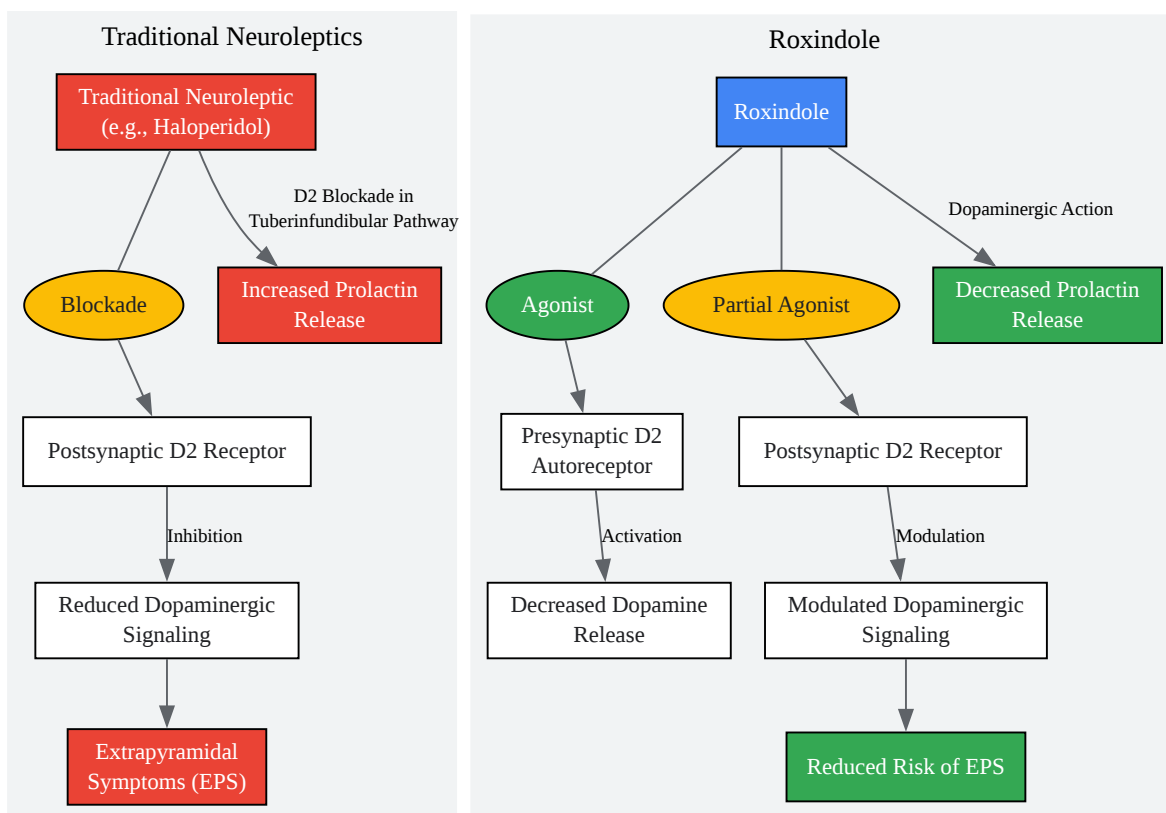 Traditional Neuroleptics
Traditional Neuroleptic
(e.g., Haloperidol)
D2 Blockade in
Tuberinfundibular Pathway
Blockade
Increased Prolactin
Release
Postsynaptic D2 Receptor
Inhibition
Reduced Dopaminergic
Signaling
Extrapyramidal
Symptoms (EPS)
Roxindole
Roxindole
Dopaminergic Action
Agonist
Partial Agonist
Decreased Prolactin
Release
Presynaptic D2
Autoreceptor
Postsynaptic D2 Receptor
Activation
Modulation
Decreased Dopamine
Release
Modulated Dopaminergic
Signaling
Reduced Risk of EPS